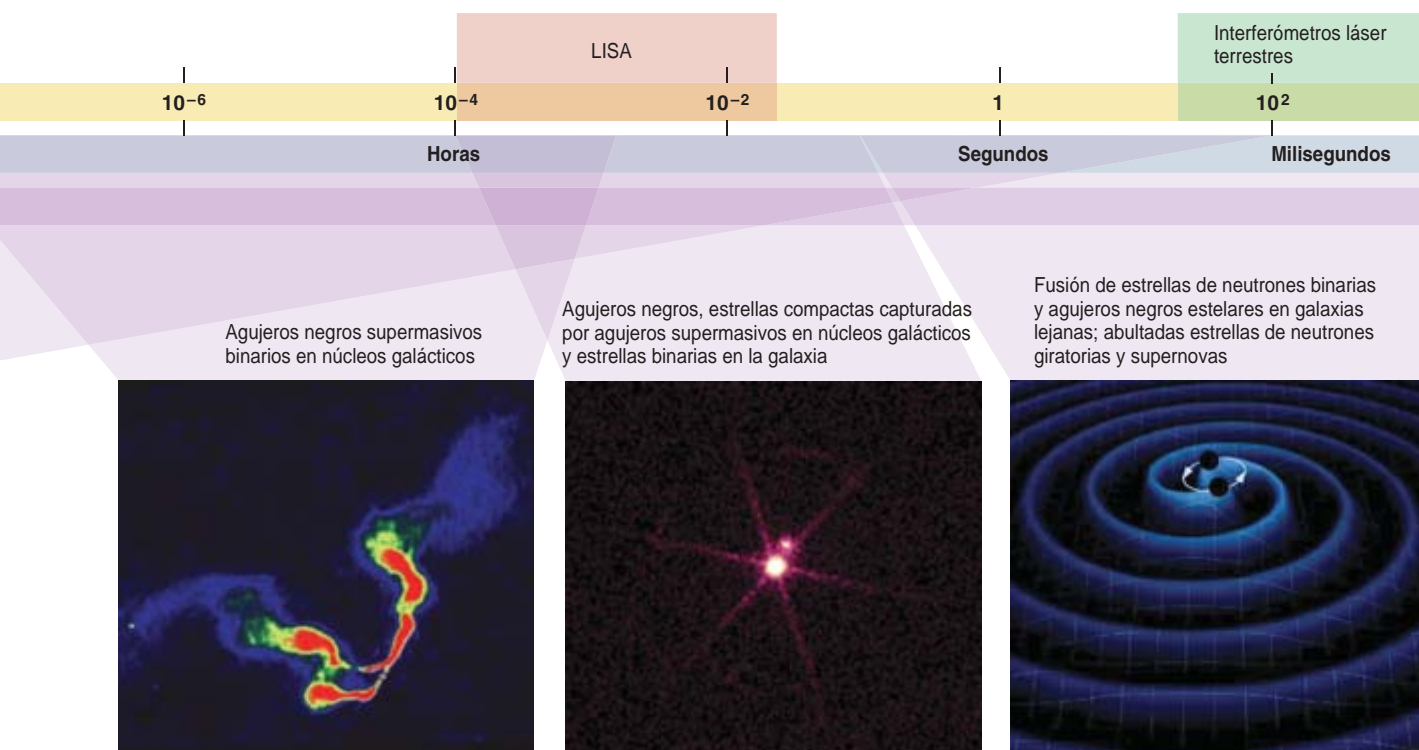 LISA
Interferómetros láser
terrestres
10−6 10−4 10−2 1 10²
Horas Segundos Milisegundos
Agujeros negros supermasivos
binarios en núcleos galácticos
Agujeros negros, estrellas compactas capturadas
por agujeros supermasivos en núcleos galácticos
y estrellas binarias en la galaxia
Fusión de estrellas de neutrones binarias
y agujeros negros estelares en galaxias
lejanas; abultadas estrellas de neutrones
giratorias y supernovas